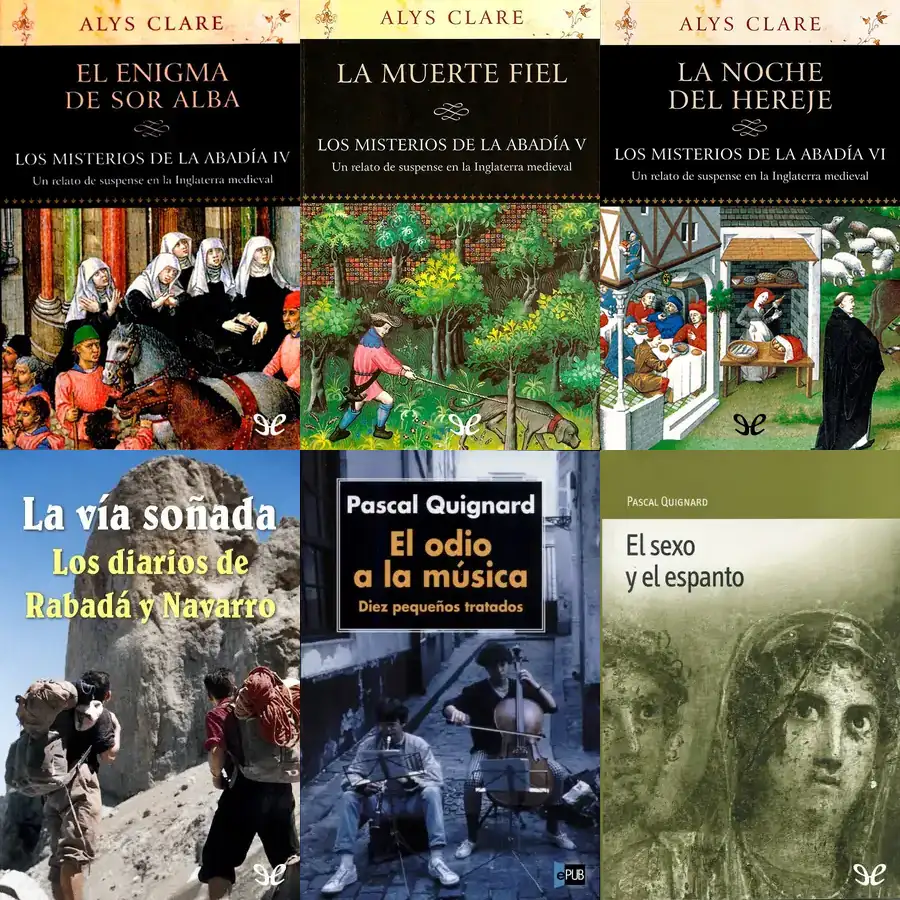 ALYS CLARE
EL ENIGMA
DE SOR ALBA
LOS MISTERIOS DE LA ABADÍA IV
Un relato de suspense en la Inglaterra medieval
ALYS CLARE
LA MUERTE FIEL
LOS MISTERIOS DE LA ABADÍA V
Un relato de suspense en la Inglaterra medieval
ALYS CLARE
LA NOCHE
DEL HEREJE
LOS MISTERIOS DE LA ABADÍA VI
Un relato de suspense en la Inglaterra medieval
La vía soñada
Los diarios de
Rabadá y Navarro
Pascal Quignard
El odio
a la música
Diez pequeños tratados
ePUB
PASCAL QUIGNARD
El sexo
y el espanto